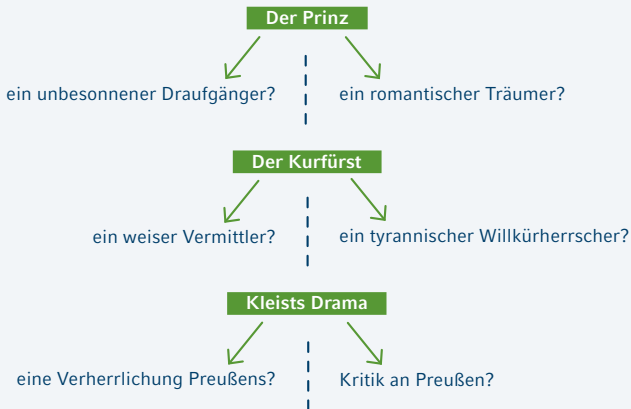 Der Prinz
ein unbesonnener Draufgänger?
ein romantischer Träumer?
Der Kurfürst
ein weiser Vermittler?
ein tyrannischer Willkürherrscher?
Kleists Drama
eine Verherrlichung Preußens?
Kritik an Preußen?